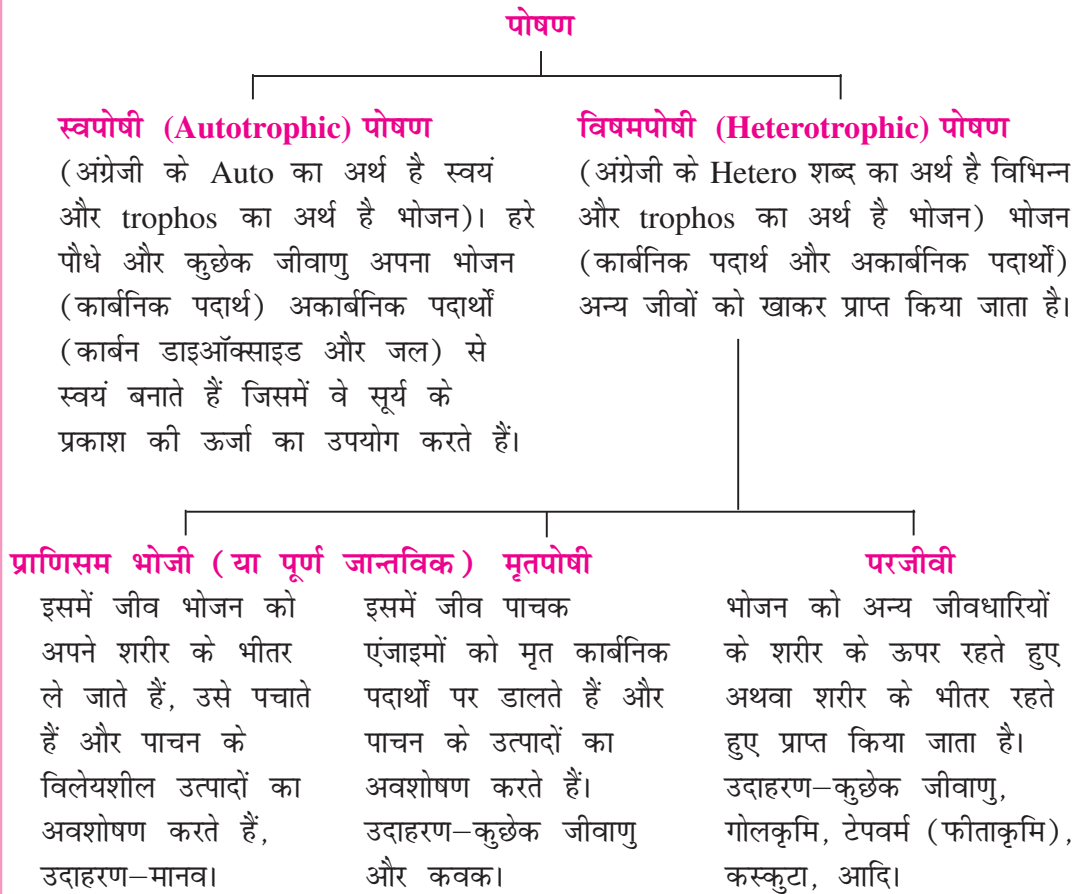 पोषण
स्वपोषी (Autotrophic) पोषण
(अंग्रेजी के Auto का अर्थ है स्वयं
और trophos का अर्थ है भोजन)। हरे
पौधे और कुछेक जीवाणु अपना भोजन
(कार्बनिक पदार्थ) अकार्बनिक पदार्थों
(कार्बन डाइऑक्साइड और जल) से
स्वयं बनाते हैं जिसमें वे सूर्य के
प्रकाश की ऊर्जा का उपयोग करते हैं।
विषमपोषी (Heterotrophic) पोषण
(अंग्रेजी के Hetero शब्द का अर्थ है विभिन्न
और trophos का अर्थ है भोजन) भोजन
(कार्बनिक पदार्थ और अकार्बनिक पदार्थों)
अन्य जीवों को खाकर प्राप्त किया जाता है।
प्राणिसम भोजी (या पूर्ण जान्तविक)
इसमें जीव भोजन को
अपने शरीर के भीतर
ले जाते हैं, उसे पचाते
हैं और पाचन के
विलेयशील उत्पादों का
अवशोषण करते हैं,
उदाहरण–मानव।
मृतपोषी
इसमें जीव पाचक
एंजाइमों को मृत कार्बनिक
पदार्थों पर डालते हैं और
पाचन के उत्पादों का
अवशोषण करते हैं।
उदाहरण–कुछेक जीवाणु
और कवक।
परजीवी
भोजन को अन्य जीवधारियों
के शरीर के ऊपर रहते हुए
अथवा शरीर के भीतर रहते
हुए प्राप्त किया जाता है।
उदाहरण–कुछेक जीवाणु,
गोलकृमि, टेपवर्म (फीताकृमि),
कस्कुटा, आदि।